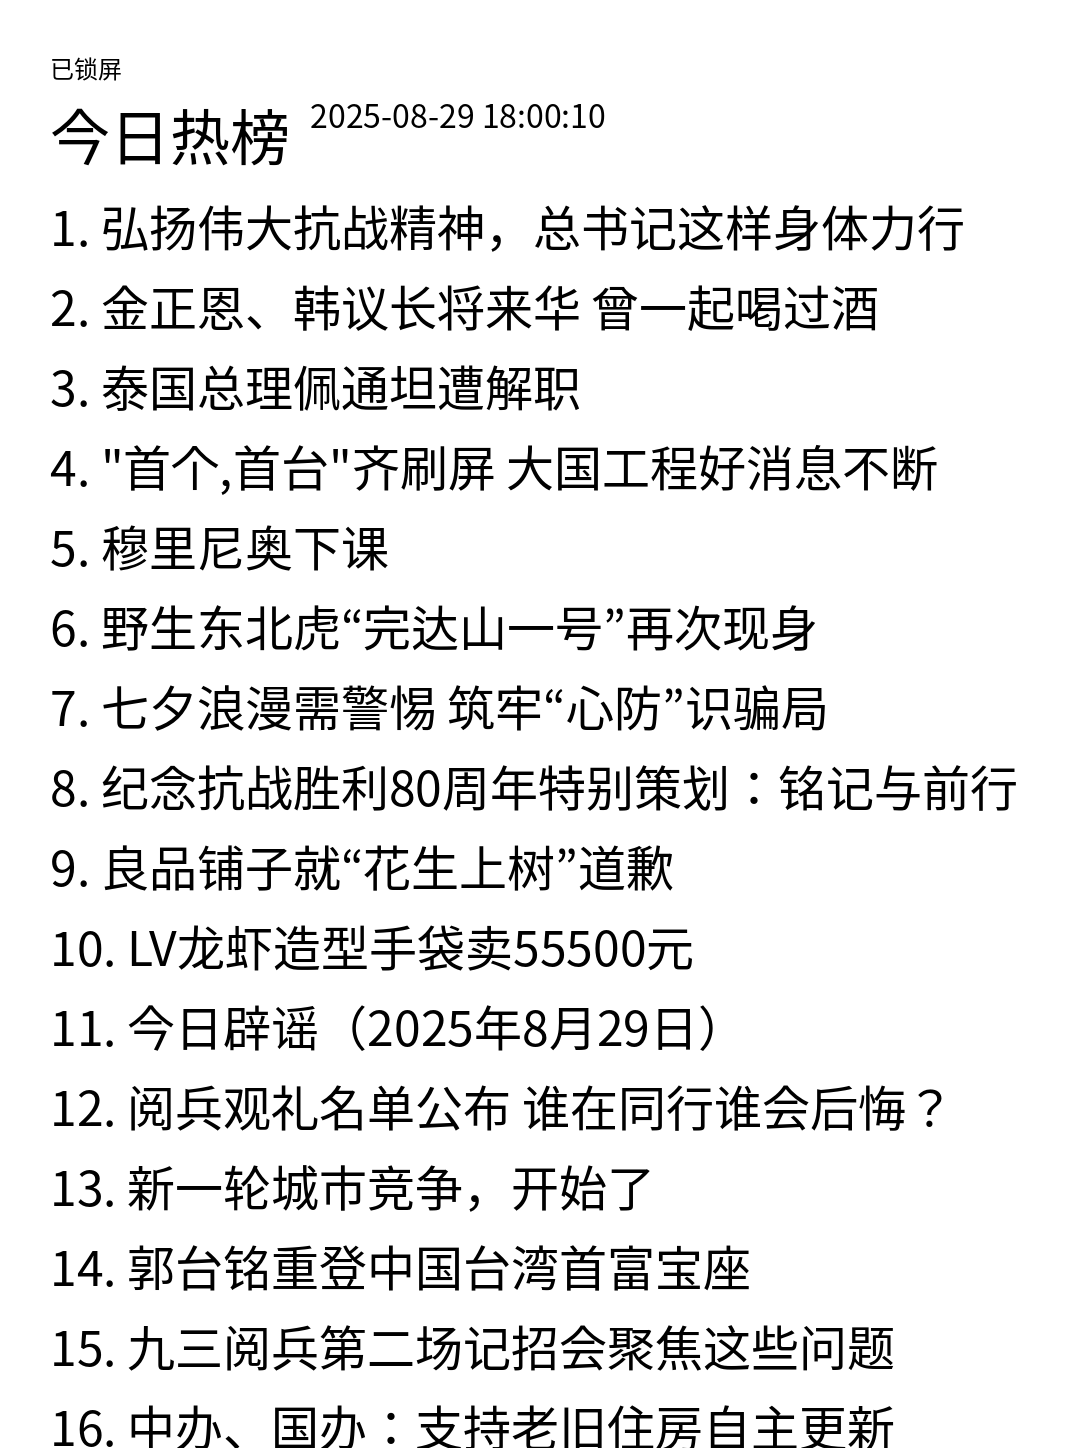 已锁屏
今日热榜 2025-08-29 18:00:10
1. 弘扬伟大抗战精神，总书记这样身体力行
2. 金正恩、韩议长将来华 曾一起喝过酒
3. 泰国总理佩通坦遭解职
4. "首个,首台"齐刷屏 大国工程好消息不断
5. 穆里尼奥下课
6. 野生东北虎“完达山一号”再次现身
7. 七夕浪漫需警惕 筑牢“心防”识骗局
8. 纪念抗战胜利80周年特别策划：铭记与前行
9. 良品铺子就“花生上树”道歉
10. LV龙虾造型手袋卖55500元
11. 今日辟谣（2025年8月29日）
12. 阅兵观礼名单公布 谁在同行谁会后悔？
13. 新一轮城市竞争，开始了
14. 郭台铭重登中国台湾首富宝座
15. 九三阅兵第二场记招会聚焦这些问题
16. 中办、国办：支持老旧住房自主更新